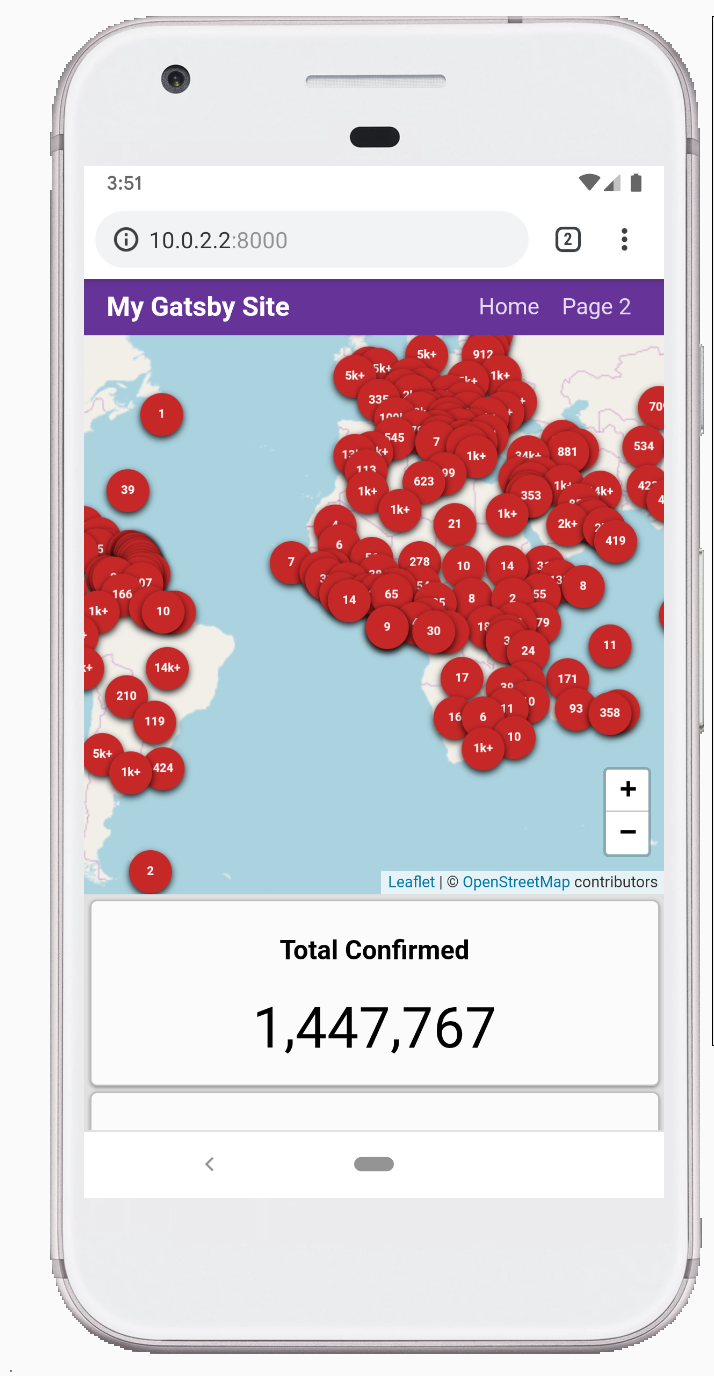 3:51
10.0.2.2:8000
2
My Gatsby Site Home Page 2
5k+ 912
5k+ 1k+
335
1
545 7
534
1k+ 881
113
39 623
1k+ 353
1k+ 1k+
21 2k+
419
6
7 278 10 14
8
166 65 8 2 55
14
1k+ 10
9 30 79
11
24
14k+
17 171
210
93 358
119 16 6 11
10
1k+
5k+
1k+ 424
+
−
2
Leaflet | © OpenStreetMap contributors
Total Confirmed
1,447,767